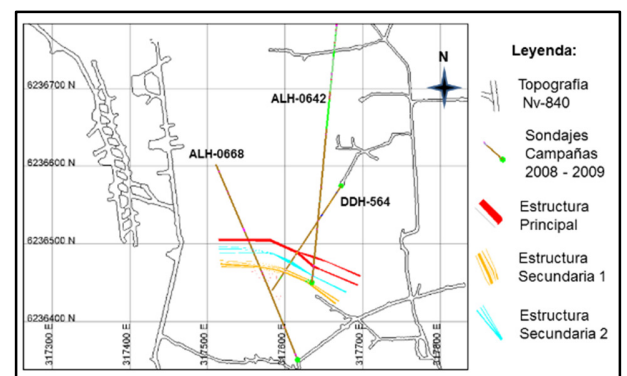 Leyenda:
N
6236700 N
ALH-0642
Topografía
Nv-840
ALH-0668
Sondajes
Campañas
2008 - 2009
6236600 N
DDH-564
Estructura
Principal
6236500 N
Estructura
Secundaria 1
Estructura
Secundaria 2
6236400 N
317300 E
317400 E
317500 E
317600 E
317700 E
317800 E